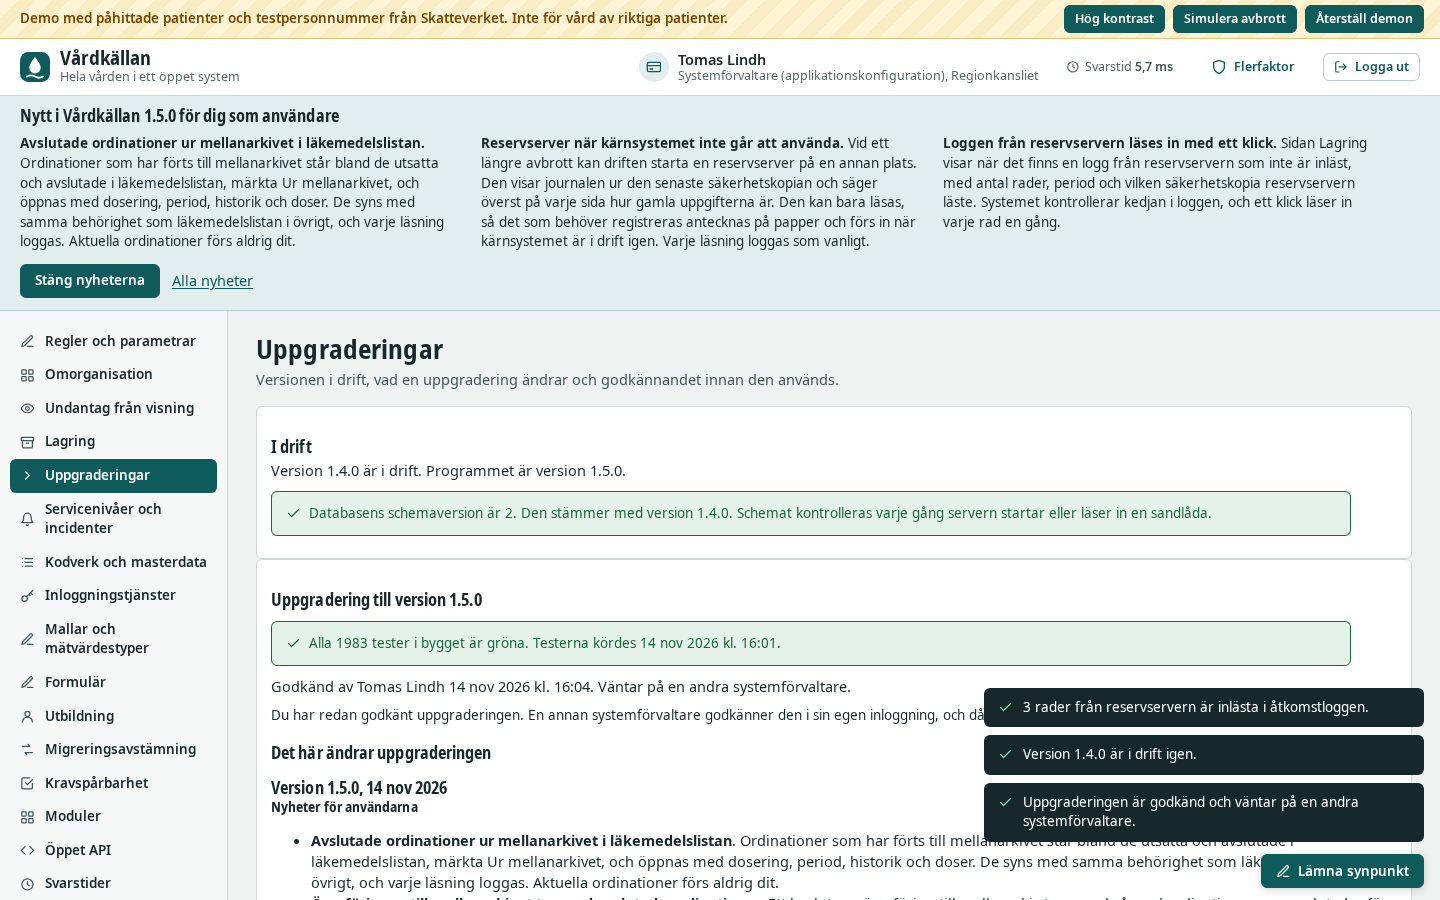 Demo med påhittade patienter och testpersonnummer från Skatteverket. Inte för vård av riktiga patienter.
Hög kontrast
Simulera avbrott
Återställ demon
Vårdkällan
Hela vården i ett öppet system
Tomas Lindh
Systemförvaltare (applikationskonfiguration), Regionkansliet
Svarstid 5,7 ms
Flerfaktor
Logga ut
Nytt i Vårdkällan 1.5.0 för dig som användare
Avslutade ordinationer ur mellanarkivet i läkemedelslistan.
Ordinationer som har förts till mellanarkivet står bland de utsatta
och avslutade i läkemedelslistan, märkta Ur mellanarkivet, och
öppnas med dosering, period, historik och doser. De syns med
samma behörighet som läkemedelslistan i övrigt, och varje läsning
loggas. Aktuella ordinationer förs aldrig dit.
Reservserver när kärnsystemet inte går att använda. Vid ett
längre avbrott kan driften starta en reservserver på en annan plats.
Den visar journalen ur den senaste säkerhetskopian och säger
överst på varje sida hur gamla uppgifterna är. Den kan bara läsas,
så det som behöver registreras antecknas på papper och förs in när
kärnsystemet är i drift igen. Varje läsning loggas som vanligt.
Loggen från reservservern läses in med ett klick. Sidan Lagring
visar när det finns en logg från reservservern som inte är inläst,
med antal rader, period och vilken säkerhetskopia reservservern
läste. Systemet kontrollerar kedjan i loggen, och ett klick läser in
varje rad en gång.
Stäng nyheterna
Alla nyheter
Regler och parametrar
Omorganisation
Undantag från visning
Lagring
Uppgraderingar
Servicenivåer och
incidenter
Kodverk och masterdata
Inloggningstjänster
Mallar och
mätvärdestyper
Formulär
Utbildning
Migreringsavstämning
Kravspårbarhet
Moduler
Öppet API
Svarstider
Uppgraderingar
Versionen i drift, vad en uppgradering ändrar och godkännandet innan den används.
I drift
Version 1.4.0 är i drift. Programmet är version 1.5.0.
Databasens schemaversion är 2. Den stämmer med version 1.4.0. Schemat kontrolleras varje gång servern startar eller läser in en sandlåda.
Uppgradering till version 1.5.0
Alla 1983 tester i bygget är gröna. Testerna kördes 14 nov 2026 kl. 16:01.
Godkänd av Tomas Lindh 14 nov 2026 kl. 16:04. Väntar på en andra systemförvaltare.
Du har redan godkänt uppgraderingen. En annan systemförvaltare godkänner den i sin egen inloggning, och då
Det här ändrar uppgraderingen
Version 1.5.0, 14 nov 2026
Nyheter för användarna
Avslutade ordinationer ur mellanarkivet i läkemedelslistan. Ordinationer som har förts till mellanarkivet står bland de utsatta och avslutade i
läkemedelslistan, märkta Ur mellanarkivet, och öppnas med dosering, period, historik och doser. De syns med samma behörighet som
övrigt, och varje läsning loggas. Aktuella ordinationer förs aldrig dit.
3 rader från reservservern är inlästa i åtkomstloggen.
Version 1.4.0 är i drift igen.
Uppgraderingen är godkänd och väntar på en andra
systemförvaltare.
Lämna synpunkt